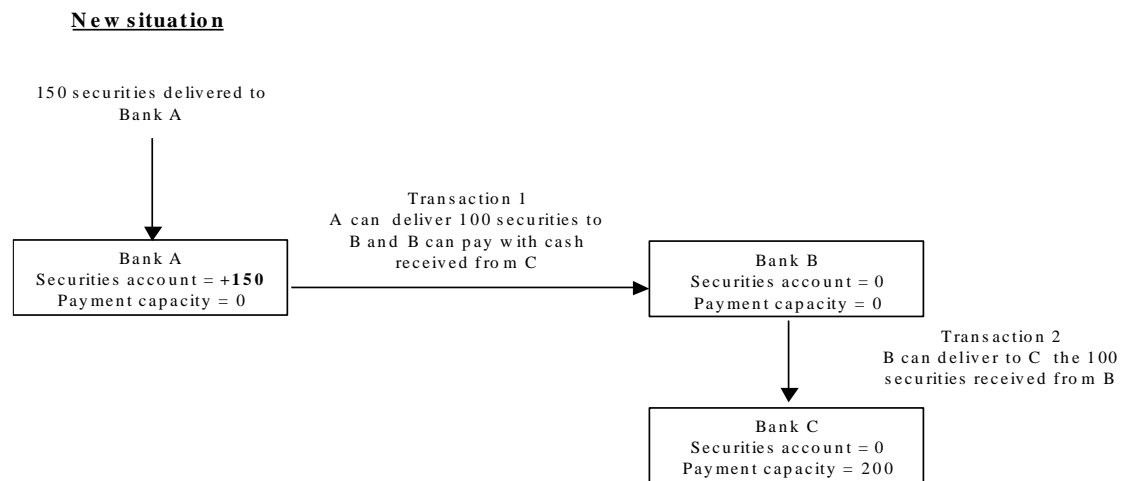 New situation
150 securities delivered to
Bank A
Transaction 1
A can deliver 100 securities to
B and B can pay with cash
received from C
Bank A
Securities account = +150
Payment capacity = 0
Bank B
Securities account = 0
Payment capacity = 0
Transaction 2
B can deliver to C the 100
securities received from B
Bank C
Securities account = 0
Payment capacity = 200